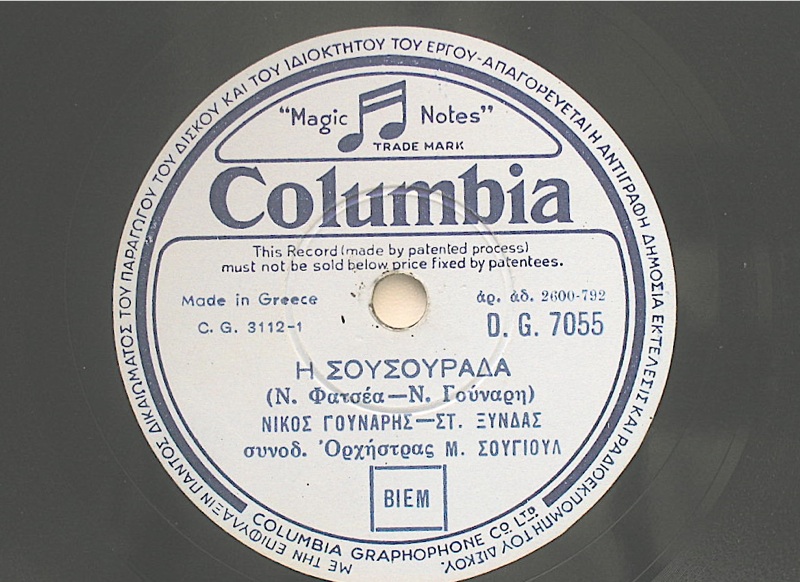 ΜΕ ΤΗΝ ΕΠΙΦΥΛΑΞΙΝ ΠΑΝΤΟΣ ΔΙΚΑΙΩΜΑΤΟΣ ΤΟΥ ΠΑΡΑΓΩΓΟΥ ΤΟΥ ΔΙΣΚΟΥ ΚΑΙ ΤΟΥ ΙΔΙΟΚΤΗΤΟΥ ΤΟΥ ΕΡΓΟΥ-ΑΠΑΓΟΡΕΥΕΤΑΙ Η ΑΝΤΙΓΡΑΦΗ ΔΗΜΟΣΙΑ ΕΚΤΕΛΕΣΙΣ ΚΑΙ ΡΑΔΙΟΕΚΠΟΜΠΗ ΤΟΥ ΔΙΣΚΟΥ.
"Magic Notes"
TRADE MARK
Columbia
This Record (made by patented process)
must not be sold below price fixed by patentees.
Made in Greece ἀρ. ἀδ. 2600-792
C. G. 3112-1 D. G. 7055
Η ΣΟΥΣΟΥΡΑΔΑ
(Ν. Φατσέα—Ν. Γούναρη)
ΝΙΚΟΣ ΓΟΥΝΑΡΗΣ—ΣΤ. ΞΥΝΔΑΣ
συνοδ. Ὀρχήστρας Μ. ΣΟΥΓΙΟΥΛ
BIEM
COLUMBIA GRAPHOPHONE CO. LTD.